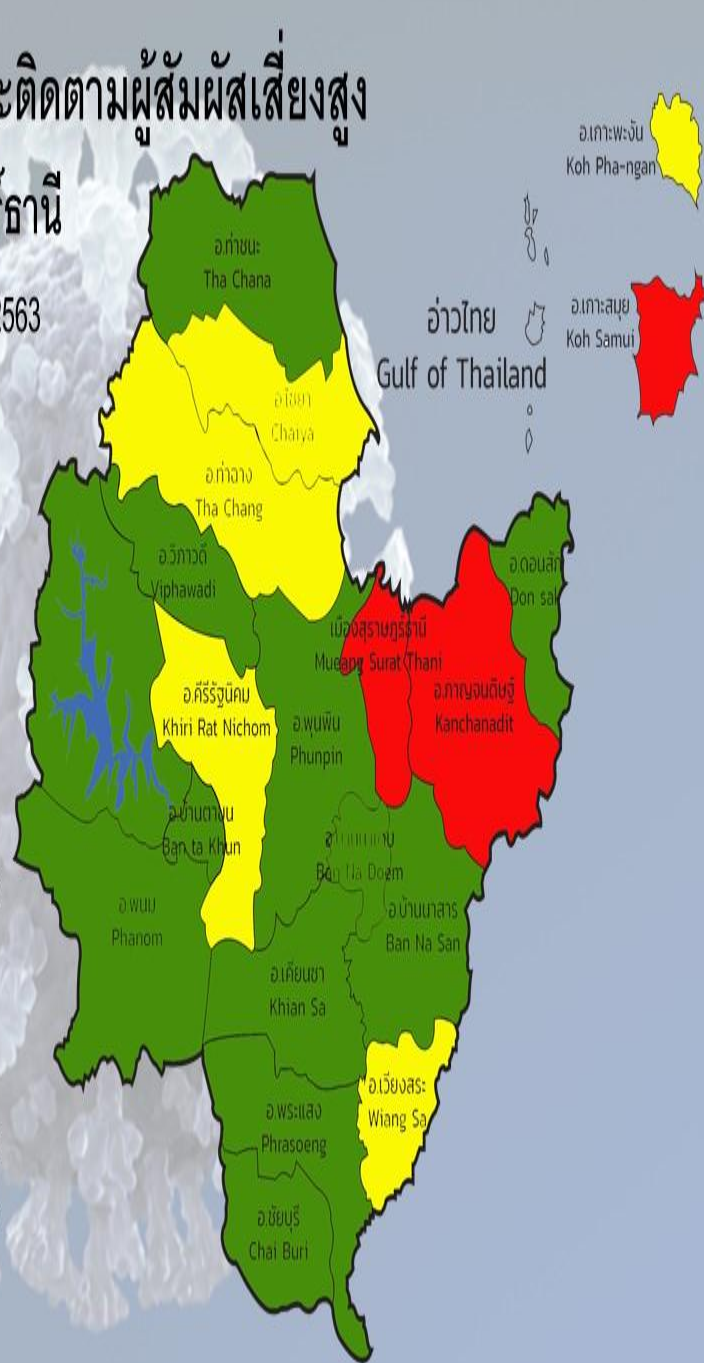 ะติดตามผู้สัมผัสเสี่ยงสูง
ร์ธานี
2563
อ.เกาะพะงัน
Koh Pha-ngan
อ.ท่าชนะ
Tha Chana
อ.เกาะสมุย
Koh Samui
อ่าวไทย
Gulf of Thailand
อ.ไชยา
Chaiya
อ.ท่าฉาง
Tha Chang
อ.วิภาวดี
Viphawadi
อ.ดอนสัก
Don sak
เมืองสุราษฎร์ธานี
Mueang Surat Thani
อ.กาญจนดิษฐ์
Kanchanadit
อ.คีรีรัฐนิคม
Khiri Rat Nichom
อ.พุนพิน
Phunpin
อ.บ้านตาขุน
Ban ta Khun
Ban Na Doem
อ.พนม
Phanom
อ.บ้านนาสาร
Ban Na San
อ.เคียนซา
Khian Sa
อ.เวียงสระ
Wiang Sa
อ.พระแสง
Phrasoeng
อ.ชัยบุรี
Chai Buri